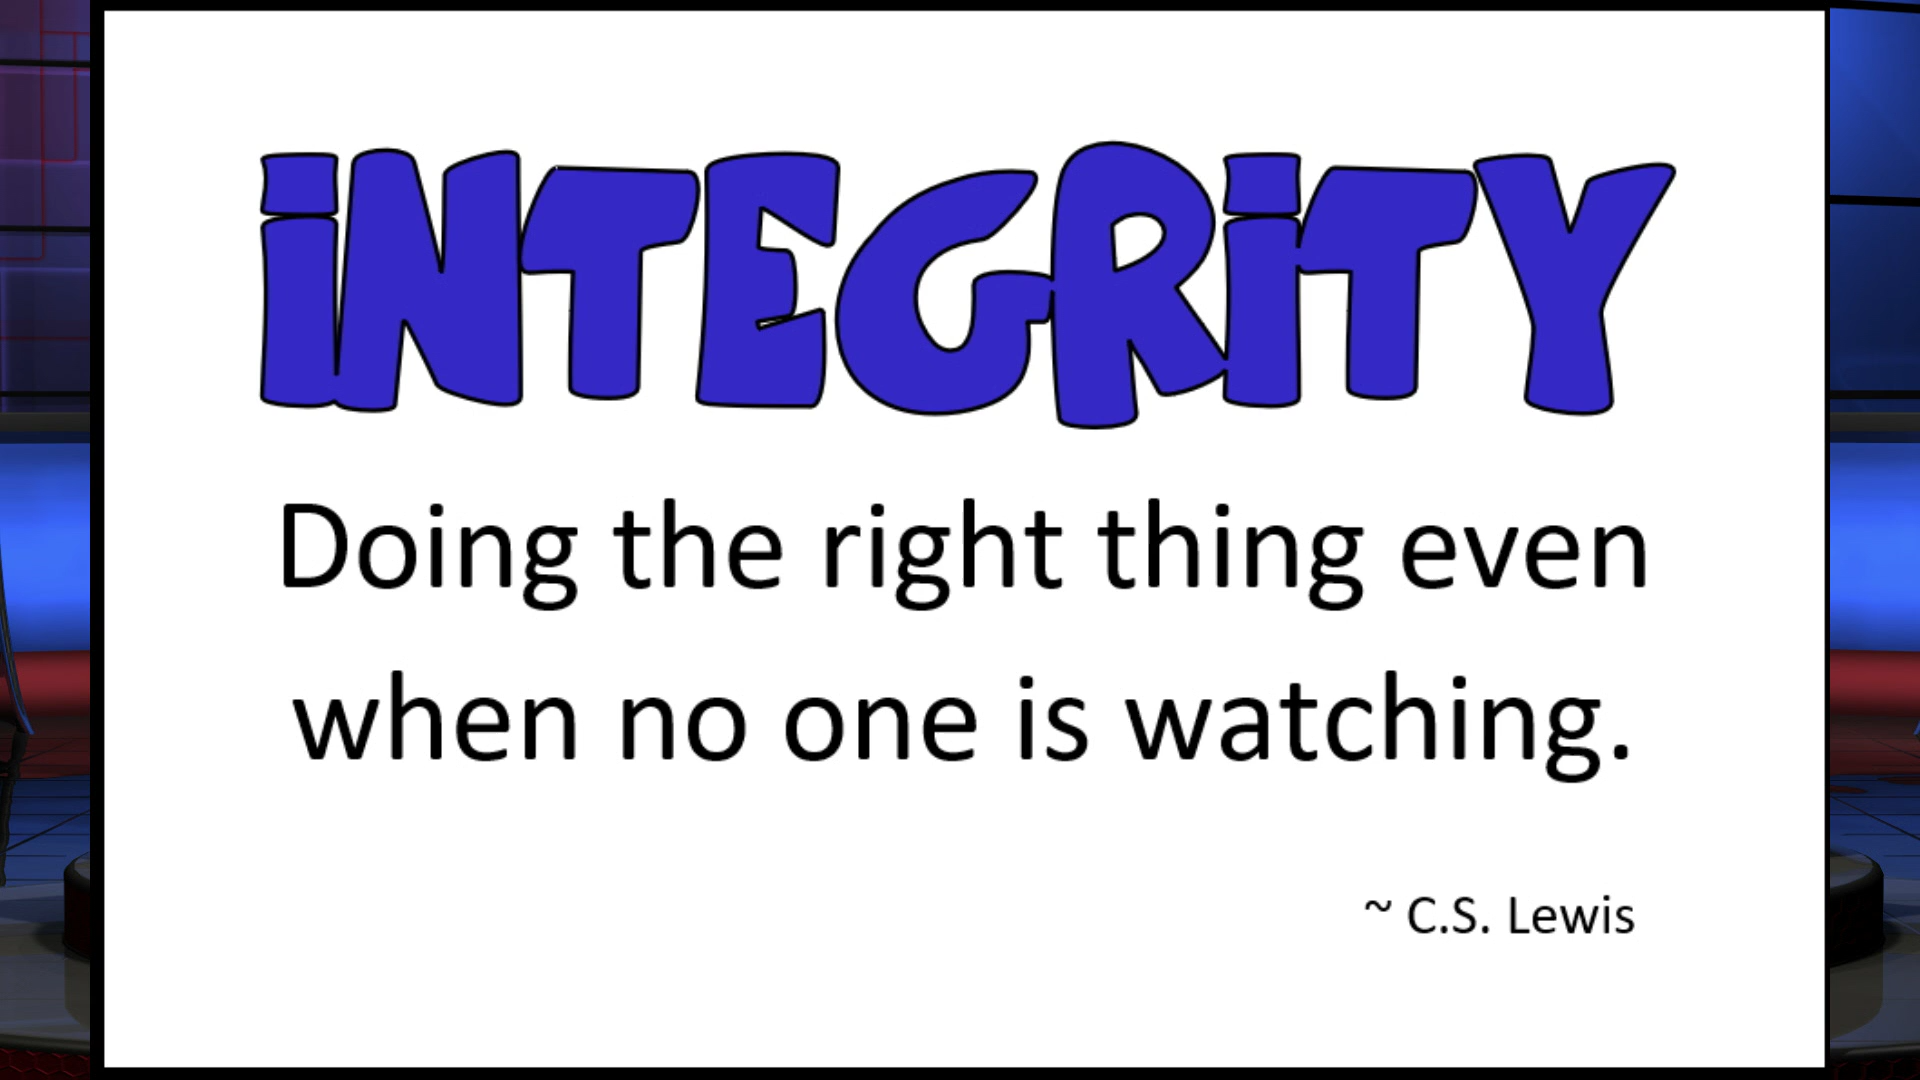 iNTEGRiTY
Doing the right thing even
when no one is watching.
~ C.S. Lewis